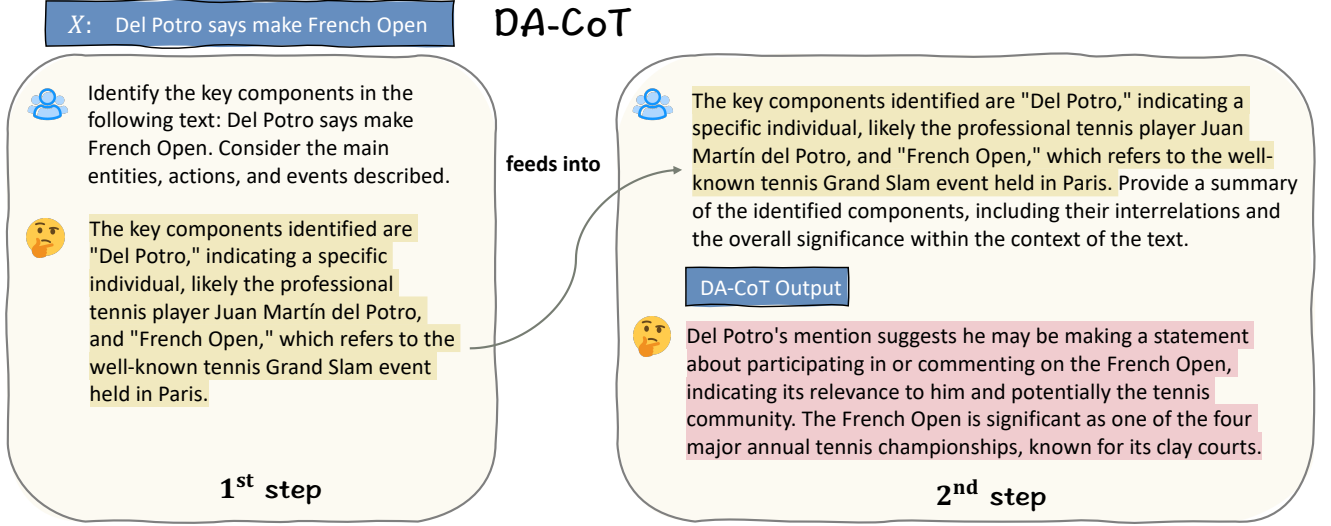 X: Del Potro says make French Open
DA-CoT
Identify the key components in the
following text: Del Potro says make
French Open. Consider the main
entities, actions, and events described.
The key components identified are
"Del Potro," indicating a specific
individual, likely the professional
tennis player Juan Martín del Potro,
and "French Open," which refers to the
well-known tennis Grand Slam event
held in Paris.
1st step
feeds into
The key components identified are "Del Potro," indicating a
specific individual, likely the professional tennis player Juan
Martín del Potro, and "French Open," which refers to the well-
known tennis Grand Slam event held in Paris. Provide a summary
of the identified components, including their interrelations and
the overall significance within the context of the text.
DA-CoT Output
Del Potro's mention suggests he may be making a statement
about participating in or commenting on the French Open,
indicating its relevance to him and potentially the tennis
community. The French Open is significant as one of the four
major annual tennis championships, known for its clay courts.
2nd step